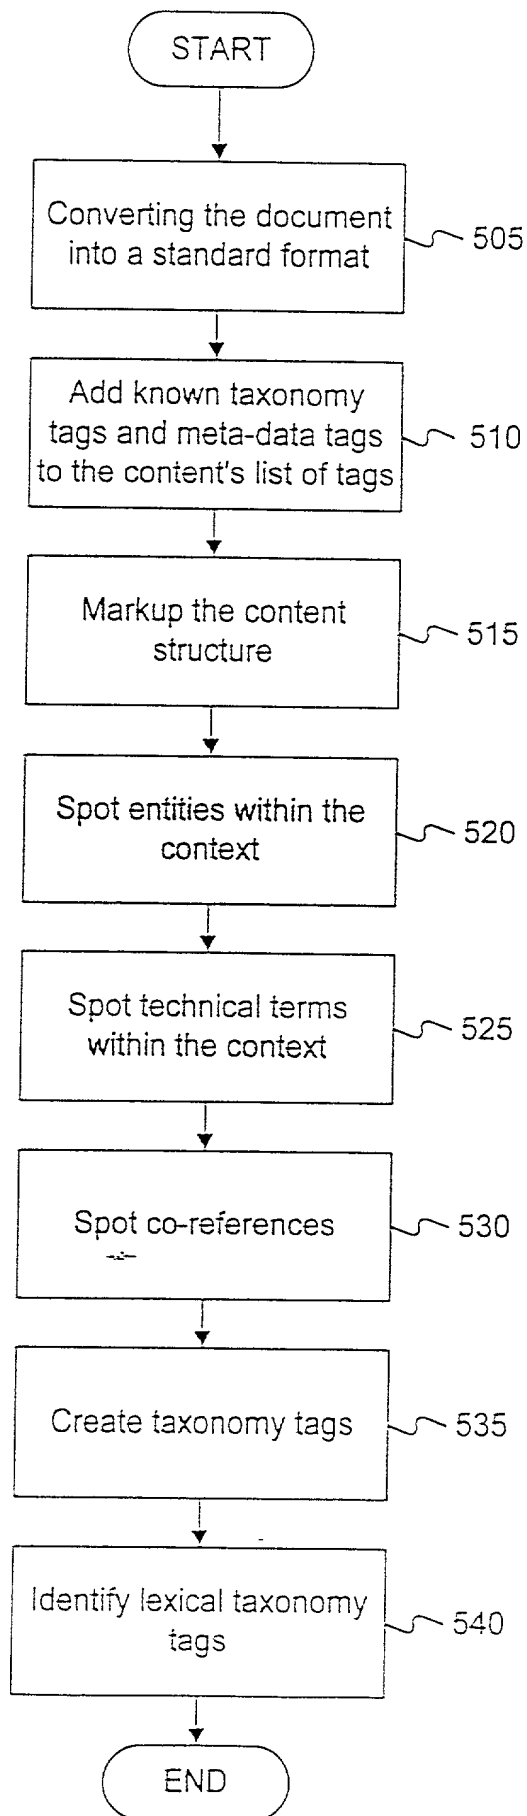 START
Converting the document
into a standard format
505
Add known taxonomy
tags and meta-data tags
to the content's list of tags
510
Markup the content
structure
515
Spot entities within the
context
520
Spot technical terms
within the context
525
Spot co-references
530
Create taxonomy tags
535
Identify lexical taxonomy
tags
540
END